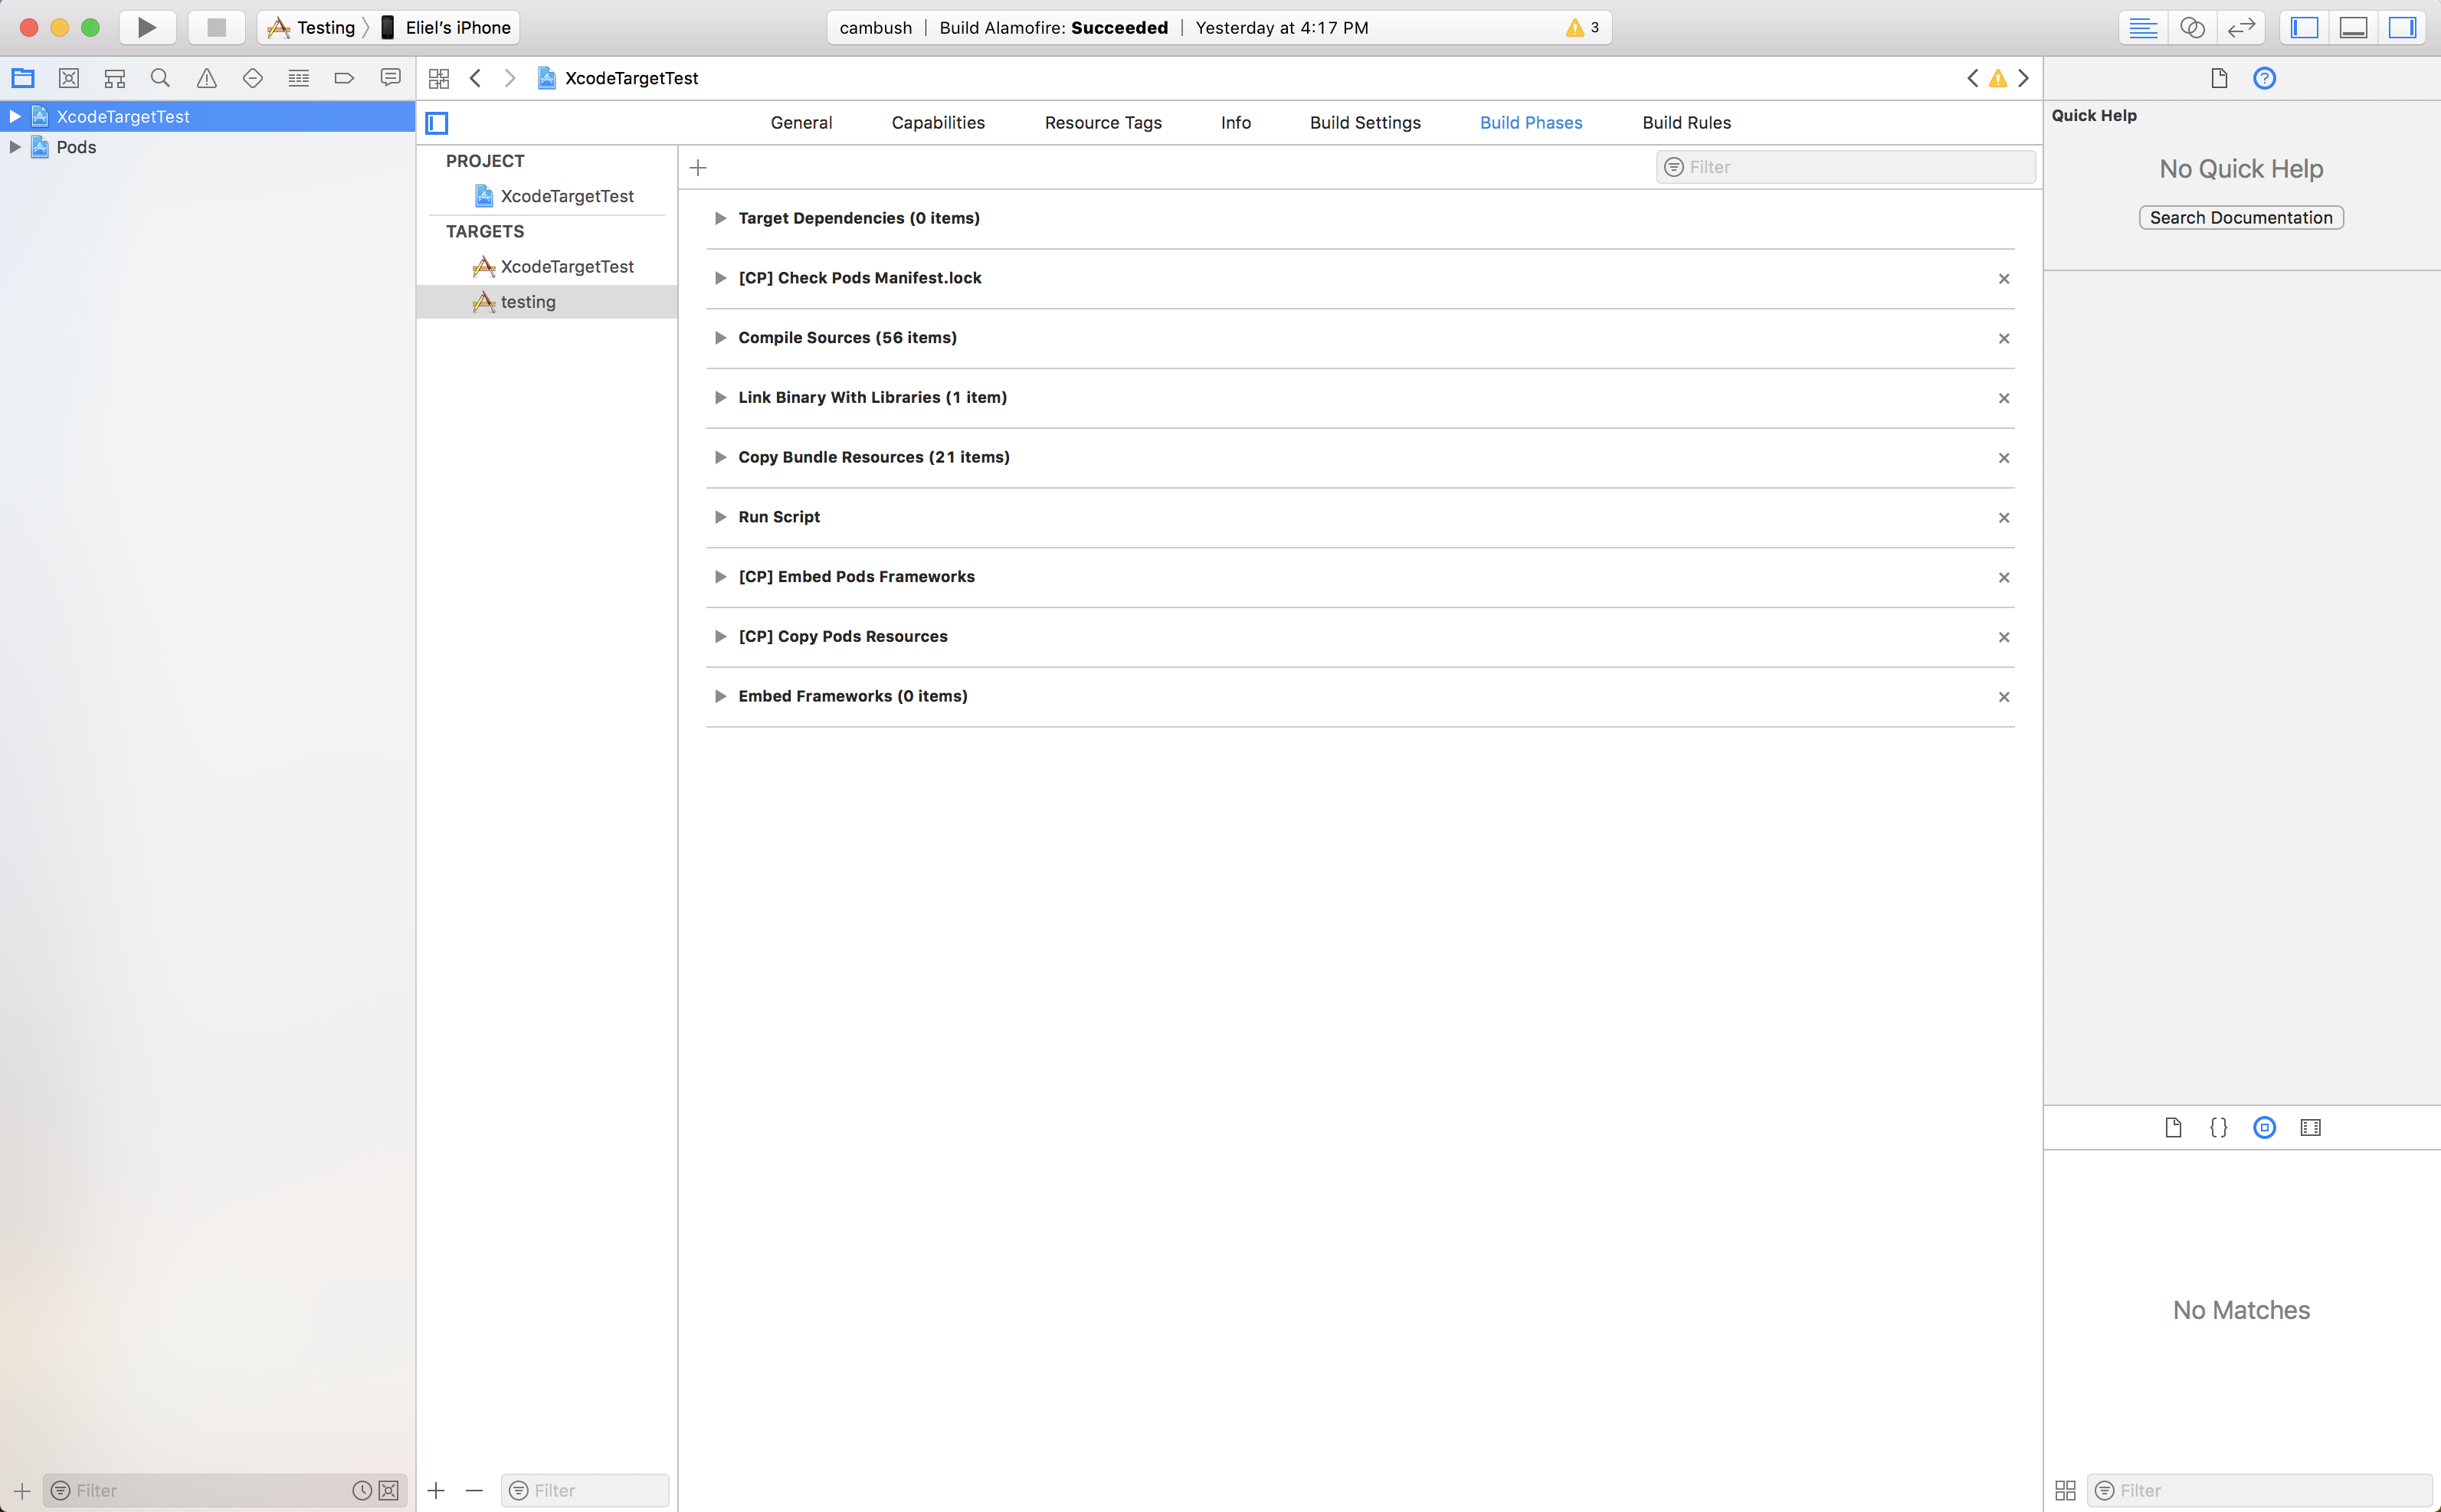 Testing
Eliel's iPhone
cambush | Build Alamofire: Succeeded | Yesterday at 4:17 PM
3
XcodeTargetTest
Pods
XcodeTargetTest
General Capabilities Resource Tags Info Build Settings Build Phases Build Rules
PROJECT
XcodeTargetTest
TARGETS
XcodeTargetTest
testing
Filter
Target Dependencies (0 items)
[CP] Check Pods Manifest.lock
Compile Sources (56 items)
Link Binary With Libraries (1 item)
Copy Bundle Resources (21 items)
Run Script
[CP] Embed Pods Frameworks
[CP] Copy Pods Resources
Embed Frameworks (0 items)
Quick Help
No Quick Help
Search Documentation
No Matches
Filter
Filter
Filter